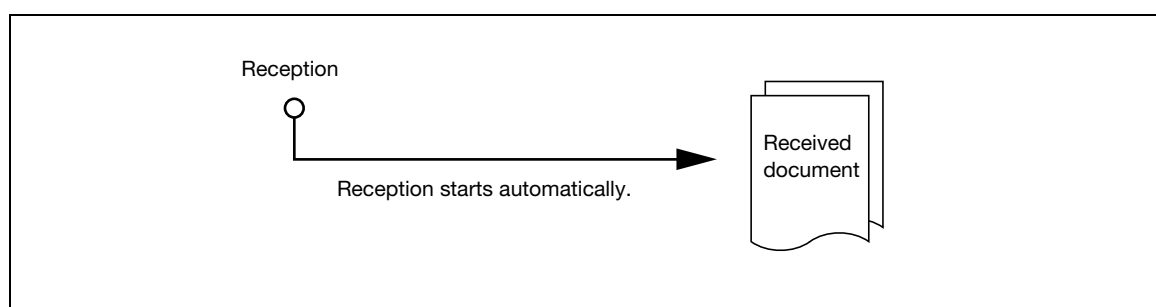 Reception
Reception starts automatically.
Received
document